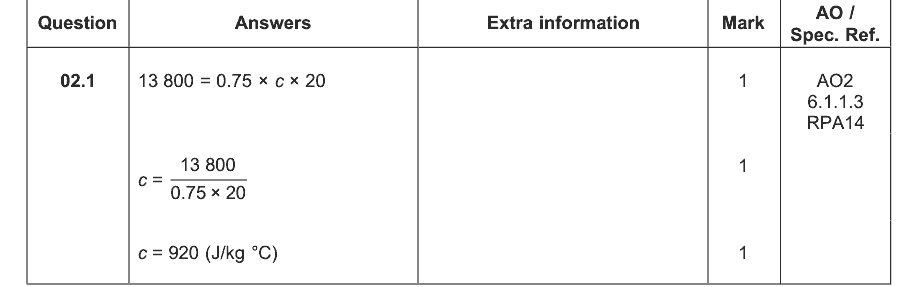 Question Answers Extra information Mark AO /
Spec. Ref.
02.1 13 800 = 0.75 × c × 20 1 AO2
6.1.1.3
RPA14
c = 13 800 / 0.75 × 20 1
c = 920 (J/kg °C) 1